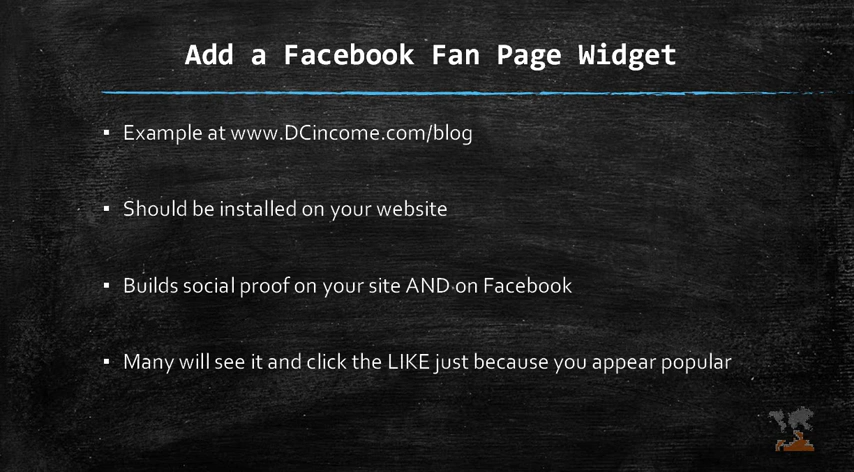 Add a Facebook Fan Page Widget
▪ Example at www.DCincome.com/blog
▪ Should be installed on your website
▪ Builds social proof on your site AND on Facebook
▪ Many will see it and click the LIKE just because you appear popular